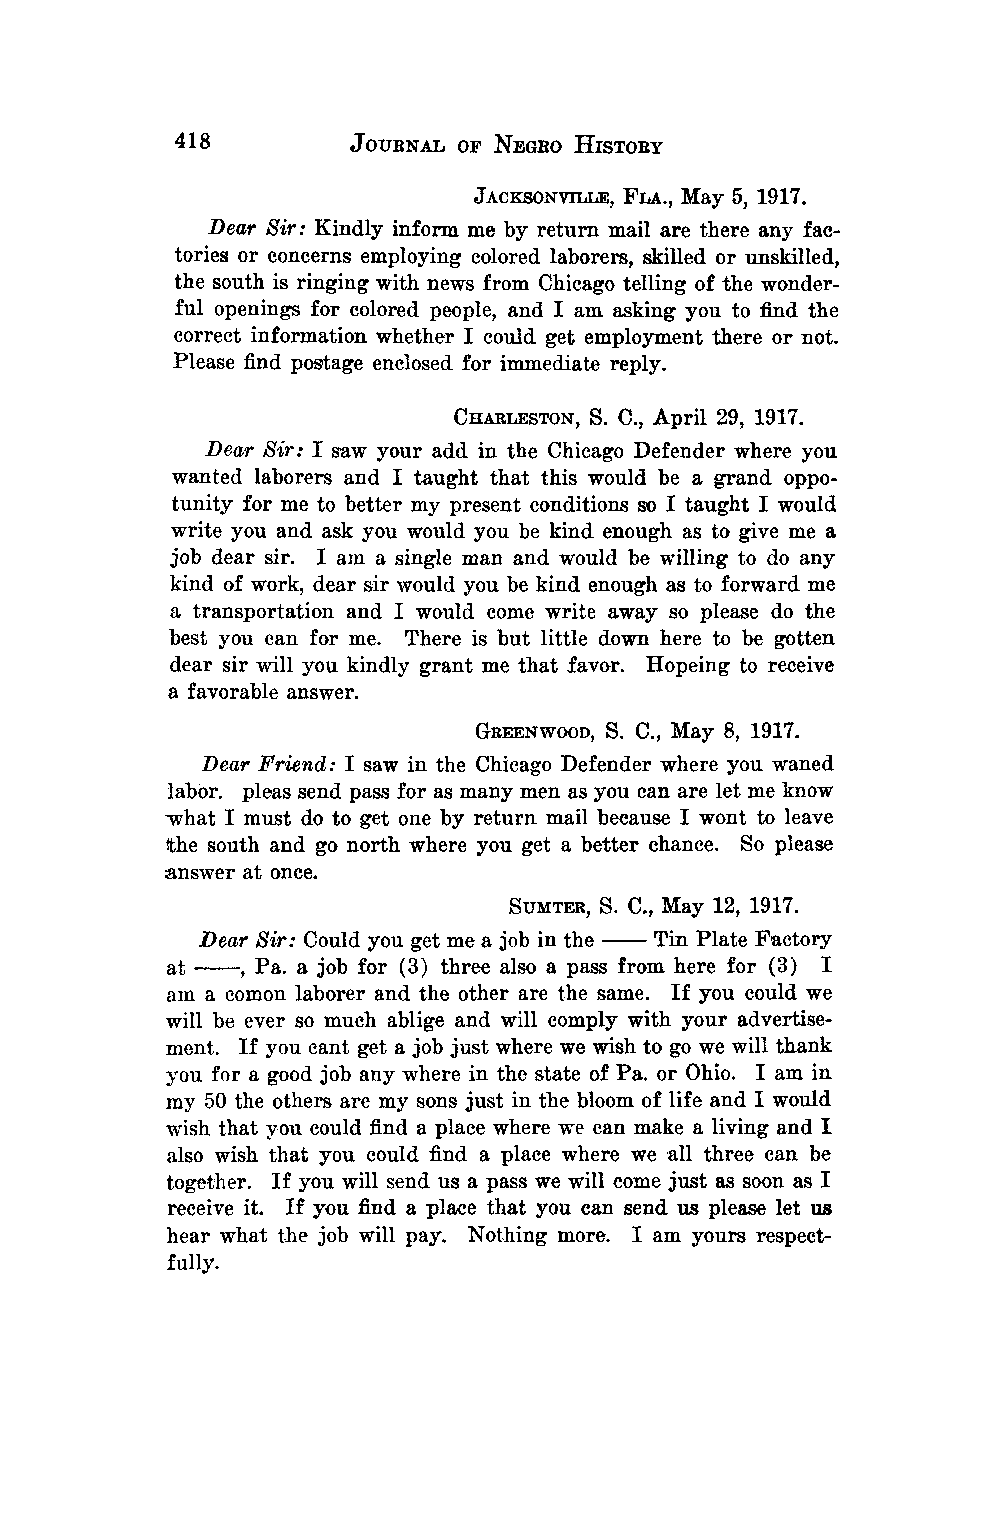 418 JOURNAL OF NEGRO HISTORY
JACKSONVILLE, FLA., May 5, 1917.
Dear Sir: Kindly inform me by return mail are there any fac-
tories or concerns employing colored laborers, skilled or unskilled,
the south is ringing with news from Chicago telling of the wonder-
ful openings for colored people, and I am asking you to find the
correct information whether I could get employment there or not.
Please find postage enclosed for immediate reply.
CHARLESTON, S. C., April 29, 1917.
Dear Sir: I saw your add in the Chicago Defender where you
wanted laborers and I taught that this would be a grand oppo-
tunity for me to better my present conditions so I taught I would
write you and ask you would you be kind enough as to give me a
job dear sir. I am a single man and would be willing to do any
kind of work, dear sir would you be kind enough as to forward me
a transportation and I would come write away so please do the
best you can for me. There is but little down here to be gotten
dear sir will you kindly grant me that favor. Hopeing to receive
a favorable answer.
GREENWOOD, S. C., May 8, 1917.
Dear Friend: I saw in the Chicago Defender where you waned
labor. pleas send pass for as many men as you can are let me know
what I must do to get one by return mail because I wont to leave
the south and go north where you get a better chance. So please
answer at once.
SUMTER, S. C., May 12, 1917.
Dear Sir: Could you get me a job in the —— Tin Plate Factory
at ——, Pa. a job for (3) three also a pass from here for (3) I
am a comon laborer and the other are the same. If you could we
will be ever so much ablige and will comply with your advertise-
ment. If you cant get a job just where we wish to go we will thank
you for a good job any where in the state of Pa. or Ohio. I am in
my 50 the others are my sons just in the bloom of life and I would
wish that you could find a place where we can make a living and I
also wish that you could find a place where we all three can be
together. If you will send us a pass we will come just as soon as I
receive it. If you find a place that you can send us please let us
hear what the job will pay. Nothing more. I am yours respect-
fully.